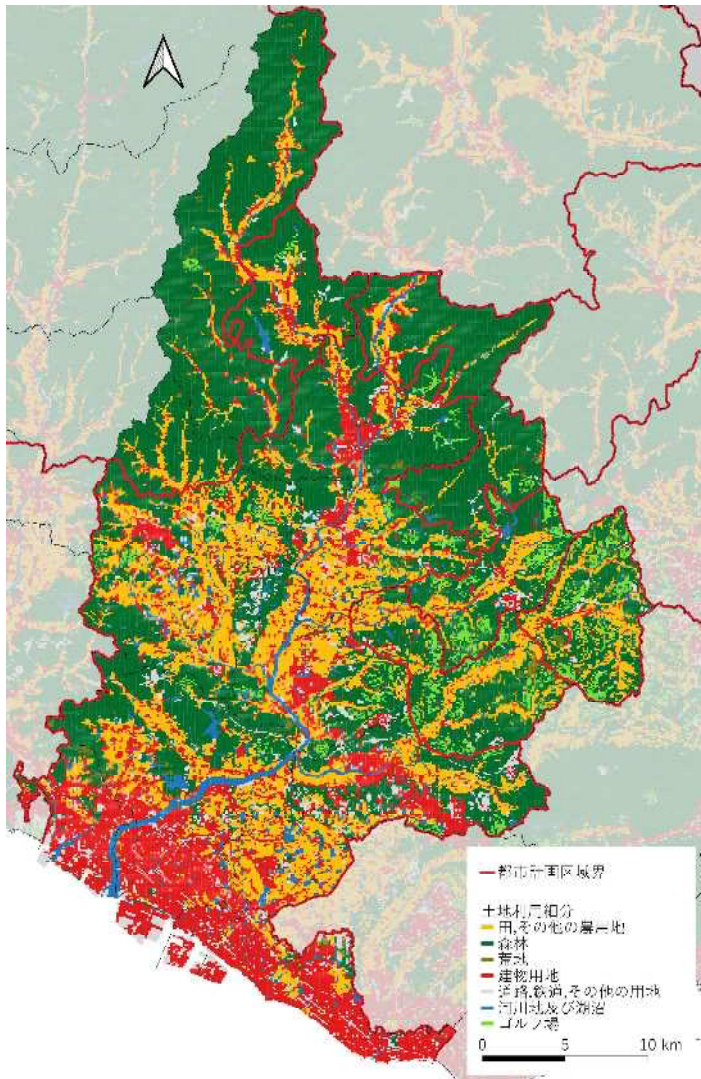 都市計画区域界
土地利用細分
田,その他の農用地
森林
荒地
建物用地
道路,鉄道,その他の用地
河川地及び湖沼
ゴルフ場
0 5 10 km